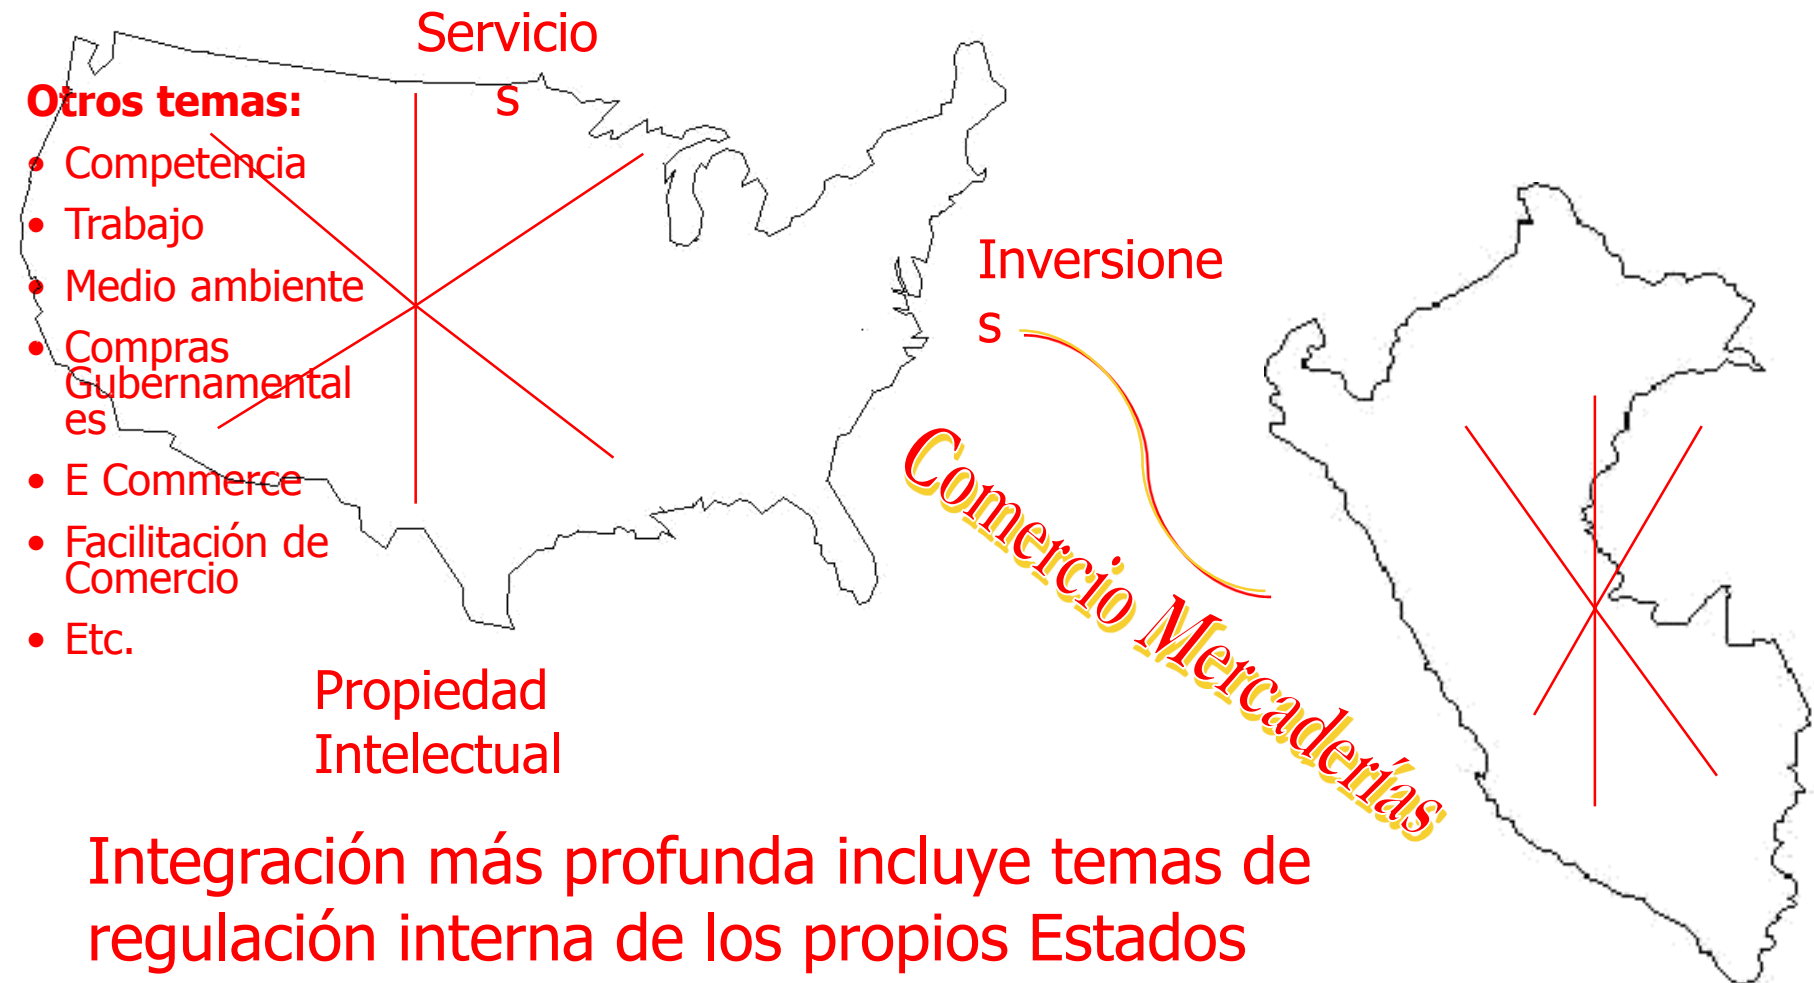 Servicio
s
Otros temas:
• Competencia
• Trabajo
• Medio ambiente
• Compras
Gubernamental
es
• E Commerce
• Facilitación de
Comercio
• Etc.
Inversione
s
Comercio Mercaderías
Propiedad
Intelectual
Integración más profunda incluye temas de
regulación interna de los propios Estados